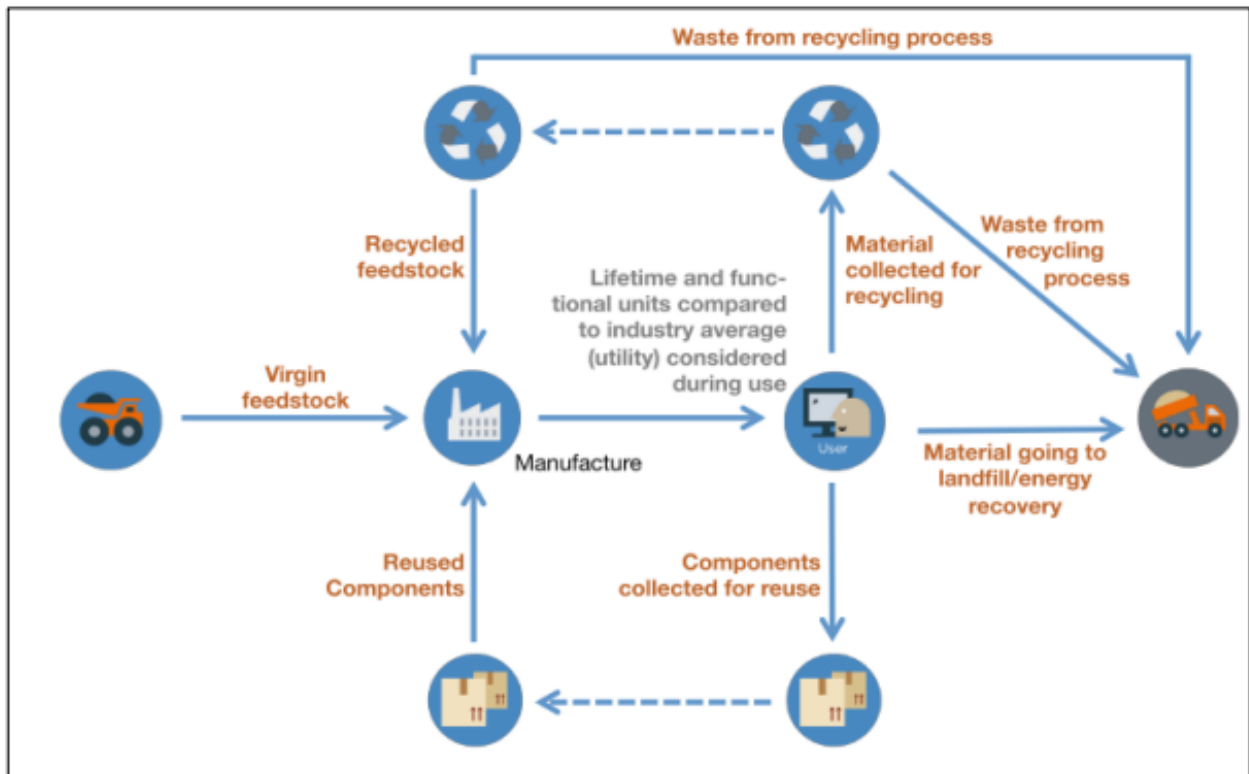 Waste from recycling process
Recycled
feedstock
Lifetime and func-
tional units compared
to industry average
(utility) considered
during use
Material
collected for
recycling
Waste from
recycling
process
Virgin
feedstock
Manufacture
User
Material going to
landfill/energy
recovery
Reused
Components
Components
collected for reuse